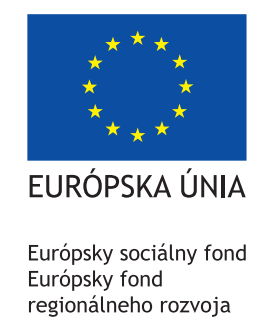 EURÓPSKA ÚNIA
Európsky sociálny fond
Európsky fond
regionálneho rozvoja